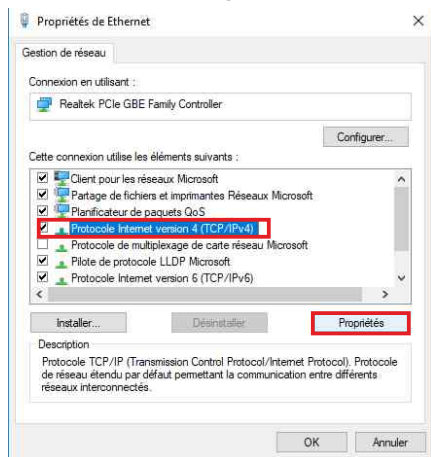 Propriétés de Ethernet
Gestion de réseau
Connexion en utilisant :
Realtek PCIe GBE Family Controller
Configurer...
Cette connexion utilise les éléments suivants :
Client pour les réseaux Microsoft
Partage de fichiers et imprimantes Réseaux Microsoft
Planificateur de paquets QoS
Protocole Internet version 4 (TCP/IPv4)
Protocole de multiplexage de carte réseau Microsoft
Pilote de protocole LLDP Microsoft
Protocole Internet version 6 (TCP/IPv6)
Installer...
Désinstaller
Propriétés
Description
Protocole TCP/IP (Transmission Control Protocol/Internet Protocol). Protocole
de réseau étendu par défaut permettant la communication entre différents
réseaux interconnectés.
OK
Annuler